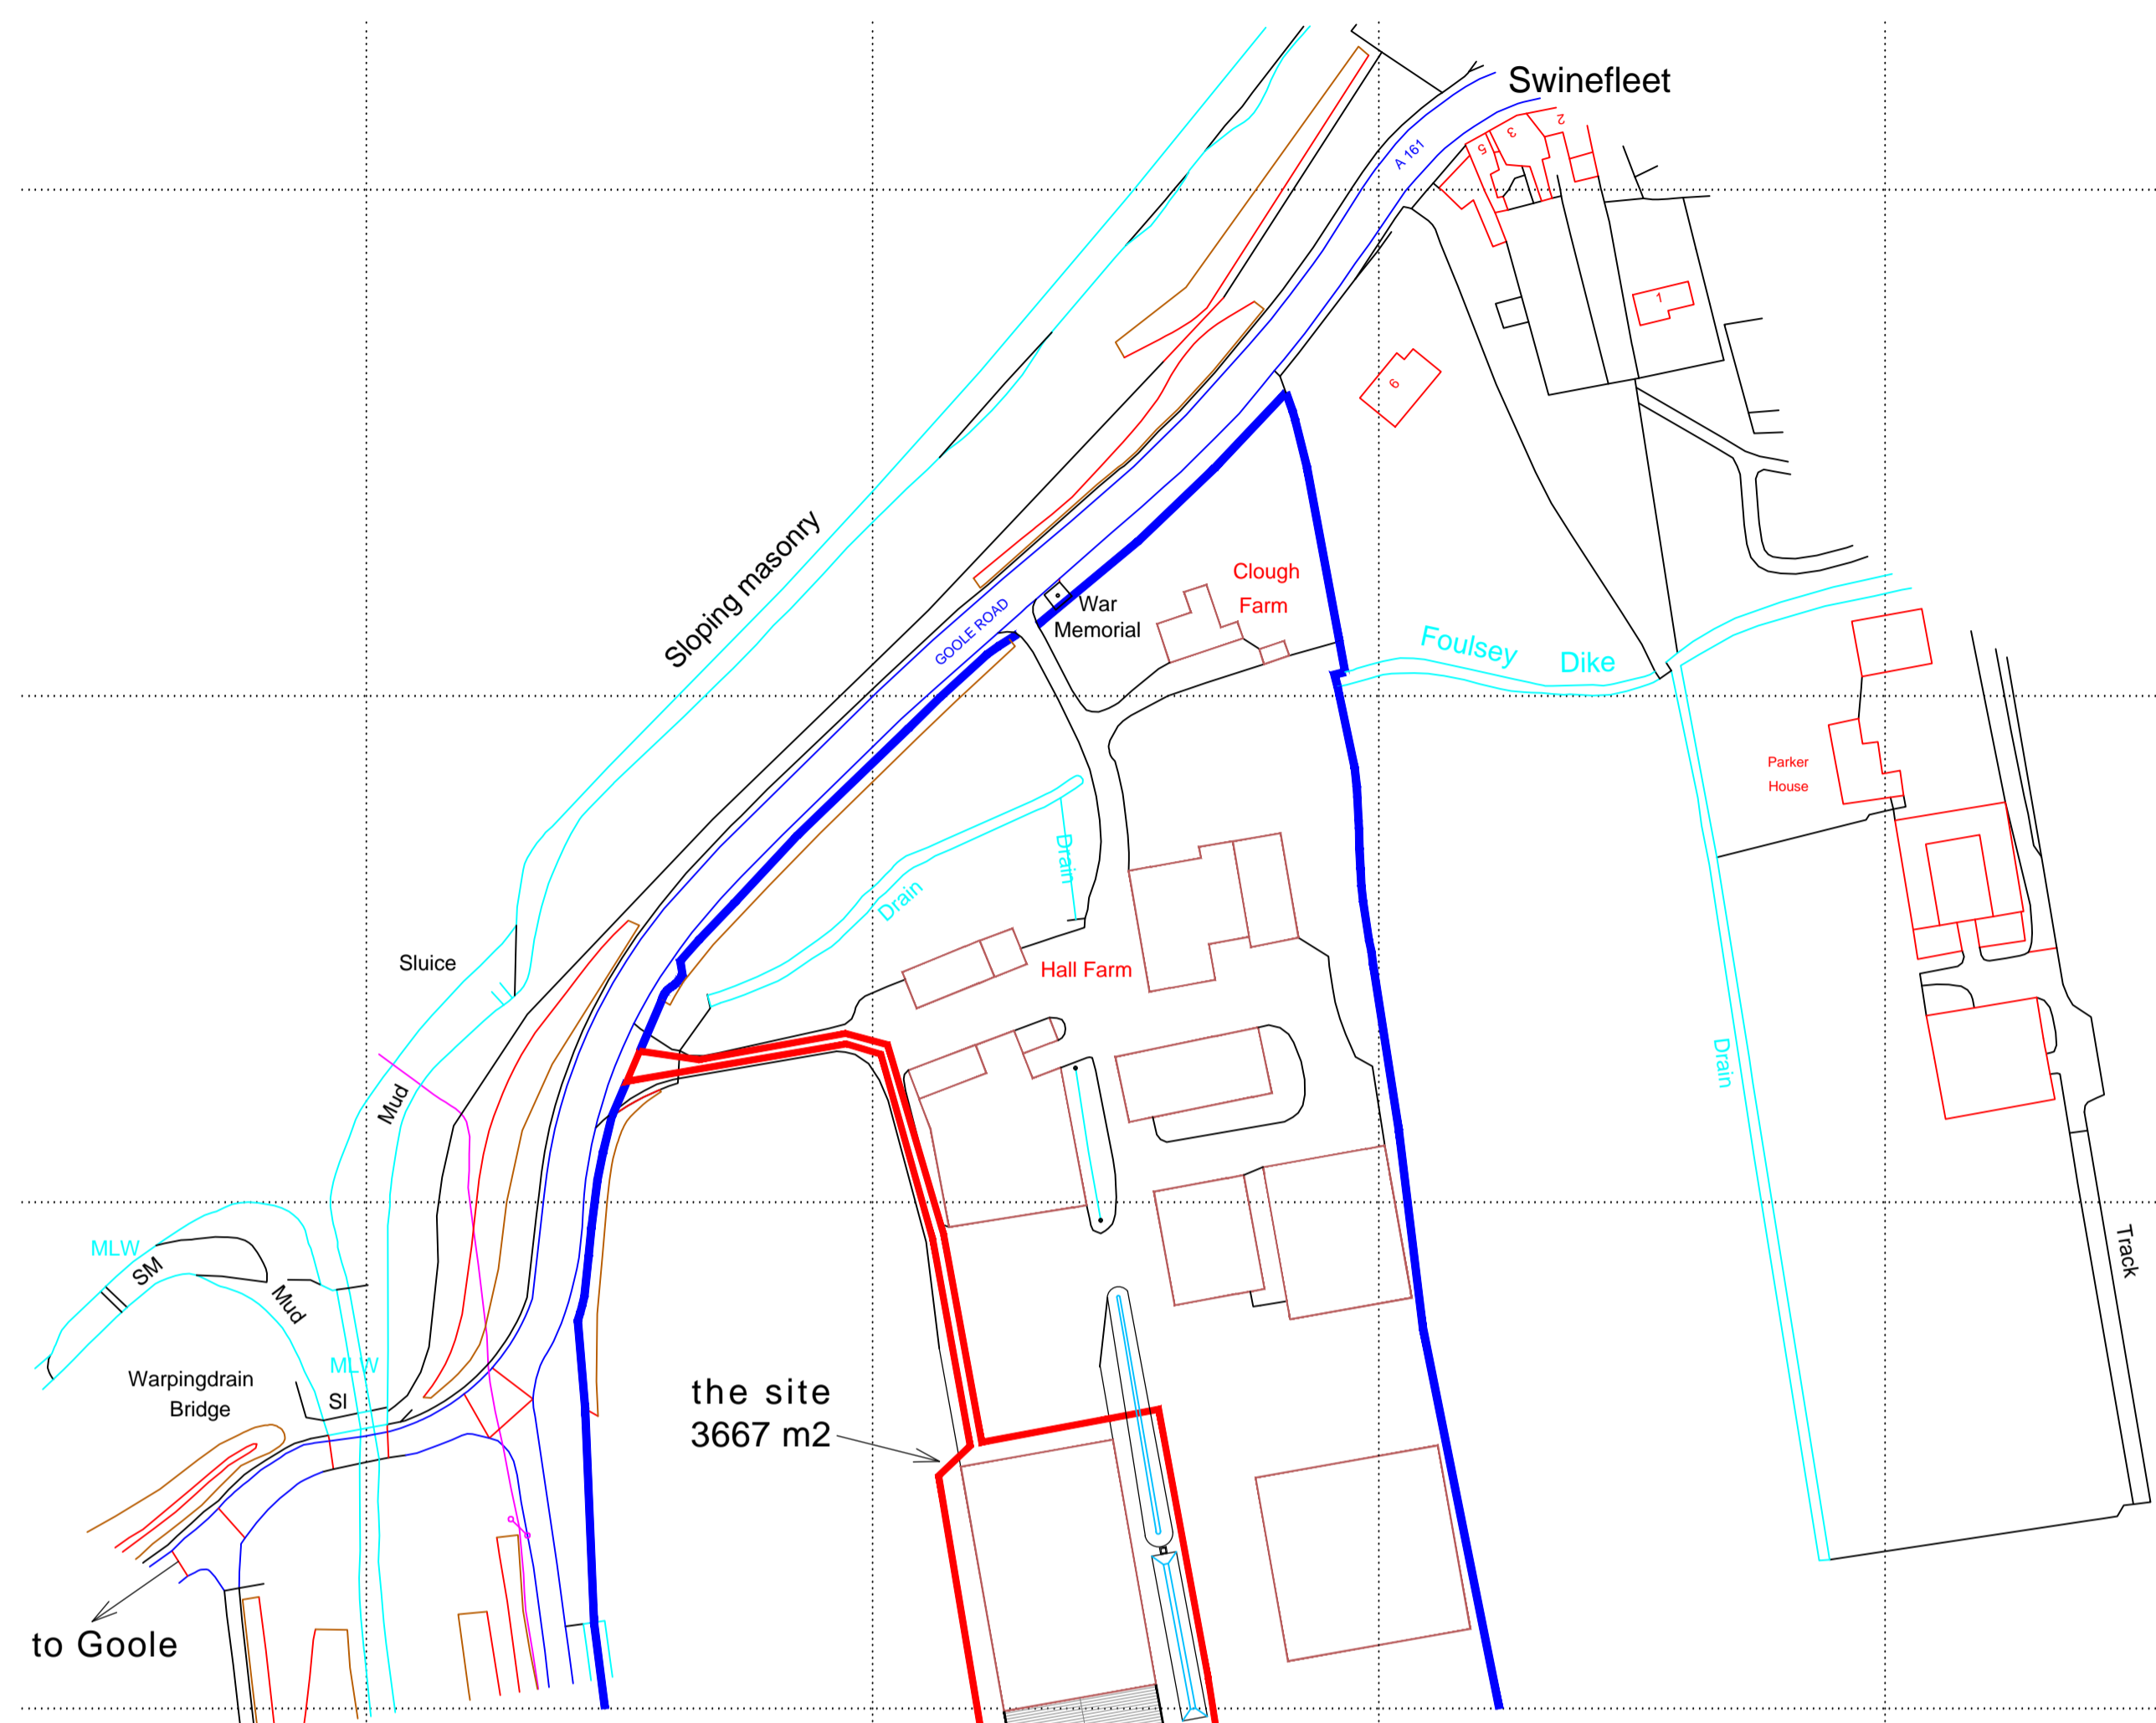 Swinefleet
A 161
5
3
2
1
6
Sloping masonry
GOOLE ROAD
War
Memorial
Clough
Farm
Foulsey Dike
Parker
House
Drain
Drain
Sluice
Hall Farm
Mud
Drain
MLW
SM
Mud
Track
MLW
Warpingdrain
Bridge
SI
the site
3667 m2
to Goole